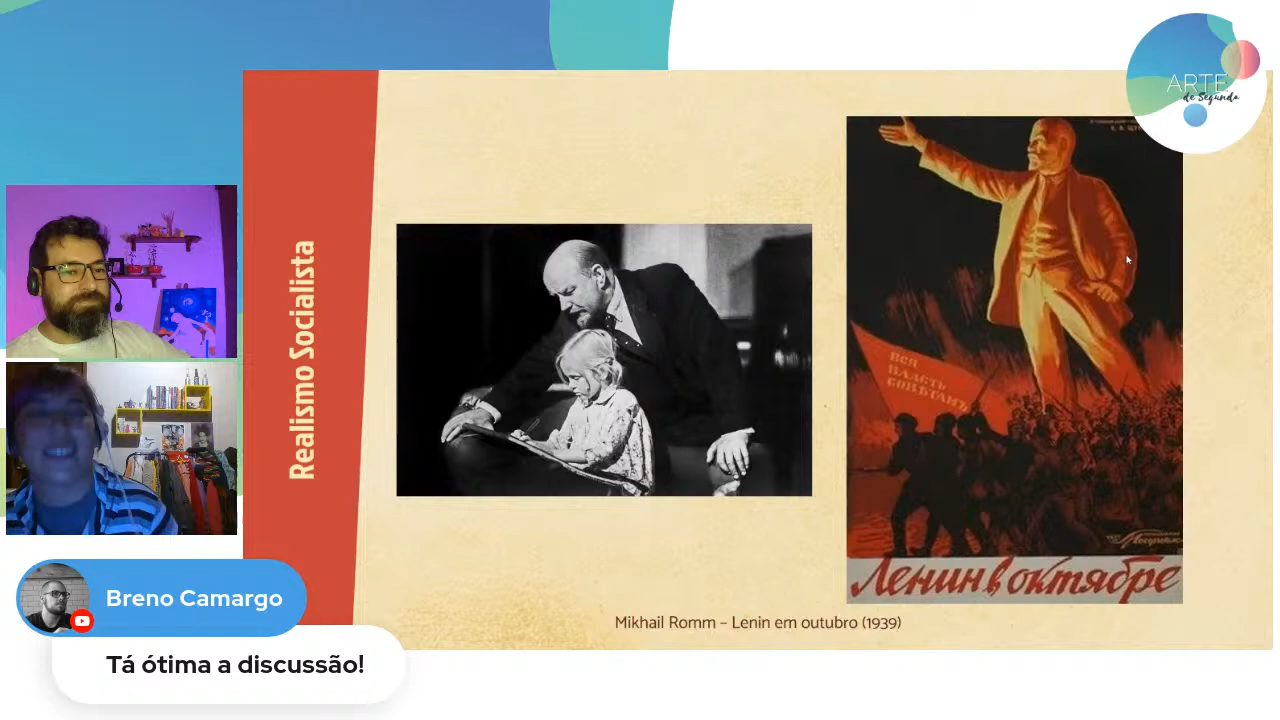 ARTE
de Segunda
Realismo Socialista
ВСЯ
ВЛАСТЬ
СОВѢТАМЪ
Ленин в октябре
Mikhail Romm – Lenin em outubro (1939)
Breno Camargo
Tá ótima a discussão!